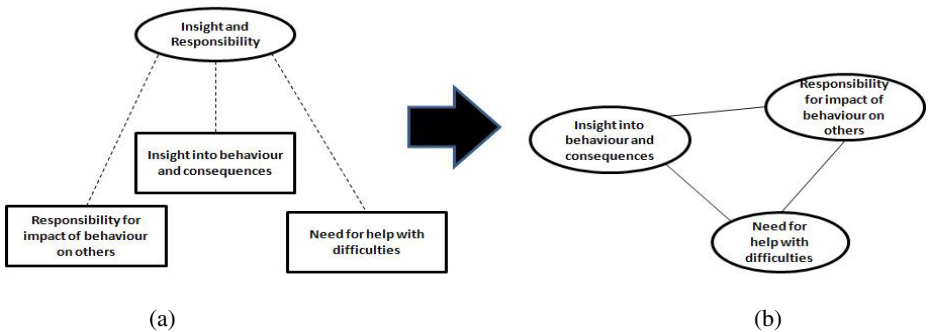 Insight and
Responsibility
Insight into behaviour
and consequences
Responsibility for
impact of behaviour
on others
Need for help with
difficulties
(a)
Insight into
behaviour and
consequences
Responsibility
for impact of
behaviour on
others
Need for
help with
difficulties
(b)